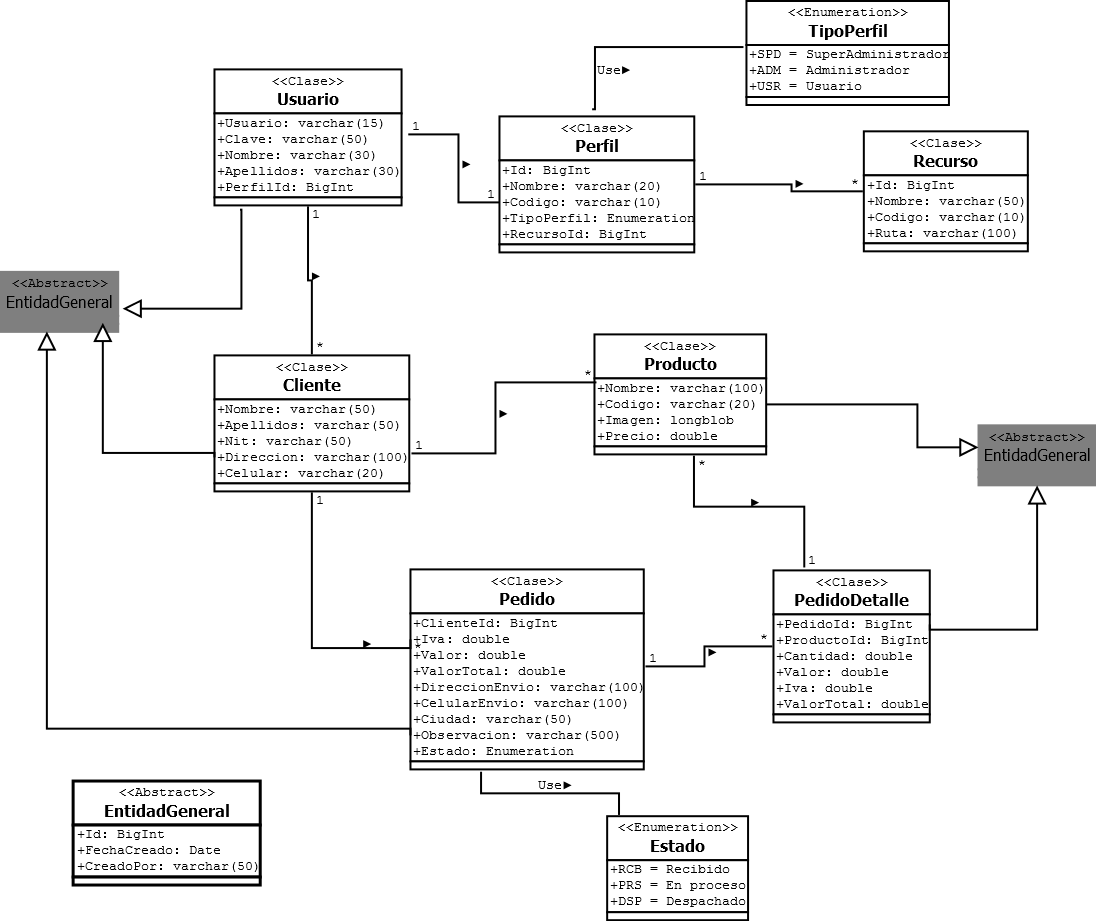 <<Enumeration>>
TipoPerfil
+SPD = SuperAdministrador
+ADM = Administrador
+USR = Usuario
Use
<<Clase>>
Usuario
+Usuario: varchar(15)
+Clave: varchar(50)
+Nombre: varchar(30)
+Apellidos: varchar(30)
+PerfilId: BigInt
1
1
1
*
<<Clase>>
Perfil
+Id: BigInt
+Nombre: varchar(20)
+Codigo: varchar(10)
+TipoPerfil: Enumeration
+RecursoId: BigInt
1
*
<<Clase>>
Recurso
+Id: BigInt
+Nombre: varchar(50)
+Codigo: varchar(10)
+Ruta: varchar(100)
<<Abstract>>
EntidadGeneral
<<Clase>>
Cliente
+Nombre: varchar(50)
+Apellidos: varchar(50)
+Nit: varchar(50)
+Direccion: varchar(100)
+Celular: varchar(20)
1
*
1
*
<<Clase>>
Producto
+Nombre: varchar(100)
+Codigo: varchar(20)
+Imagen: longblob
+Precio: double
*
1
<<Abstract>>
EntidadGeneral
<<Clase>>
Pedido
+ClienteId: BigInt
+Iva: double
+Valor: double
+ValorTotal: double
+DireccionEnvio: varchar(100)
+CelularEnvio: varchar(100)
+Ciudad: varchar(50)
+Observacion: varchar(500)
+Estado: Enumeration
1
*
<<Clase>>
PedidoDetalle
+PedidoId: BigInt
+ProductoId: BigInt
+Cantidad: double
+Valor: double
+Iva: double
+ValorTotal: double
Use
<<Abstract>>
EntidadGeneral
+Id: BigInt
+FechaCreado: Date
+CreadoPor: varchar(50)
<<Enumeration>>
Estado
+RCB = Recibido
+PRS = En proceso
+DSP = Despachado